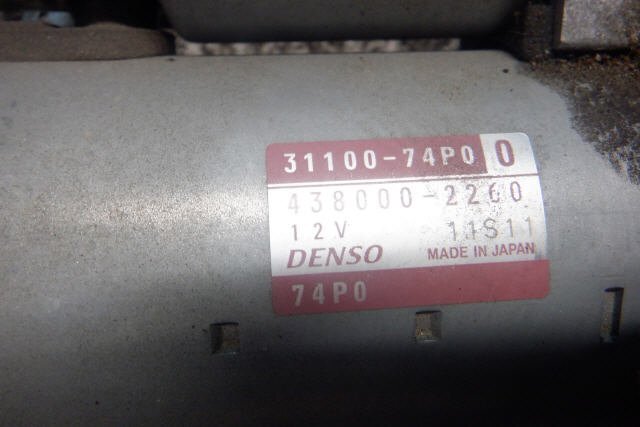 31100-74P0 0
438000-2260
12V 11S11
DENSO MADE IN JAPAN
74P0